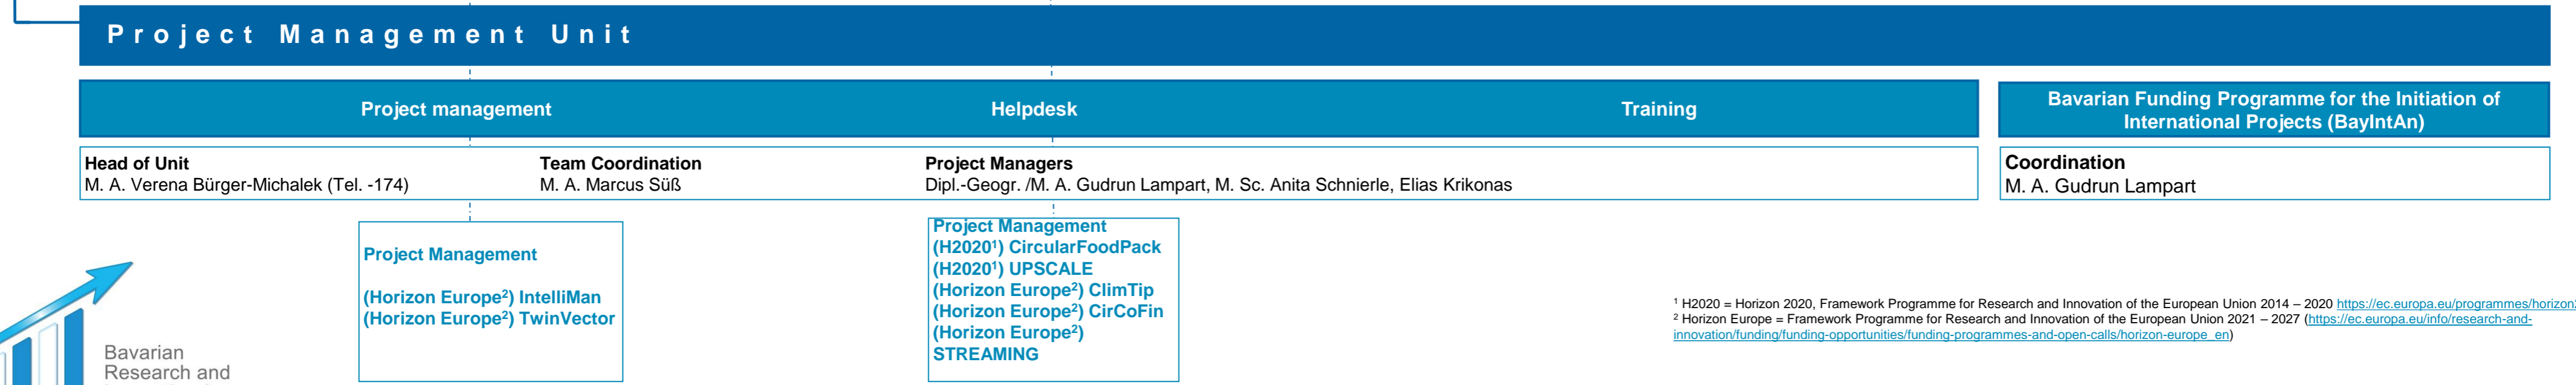 Project Management Unit
Project management
Helpdesk
Training
Bavarian Funding Programme for the Initiation of
International Projects (BayIntAn)
Head of Unit
M. A. Verena Bürger-Michalek (Tel. -174)
Team Coordination
M. A. Marcus Süß
Project Managers
Dipl.-Geogr. /M. A. Gudrun Lampart, M. Sc. Anita Schnierle, Elias Krikonas
Coordination
M. A. Gudrun Lampart
Project Management
(Horizon Europe²) IntelliMan
(Horizon Europe²) TwinVector
Project Management
(H2020¹) CircularFoodPack
(H2020¹) UPSCALE
(Horizon Europe²) ClimTip
(Horizon Europe²) CirCoFin
(Horizon Europe²)
STREAMING
¹ H2020 = Horizon 2020, Framework Programme for Research and Innovation of the European Union 2014 – 2020 https://ec.europa.eu/programmes/horizon
² Horizon Europe = Framework Programme for Research and Innovation of the European Union 2021 – 2027 (https://ec.europa.eu/info/research-and-
innovation/funding/funding-opportunities/funding-programmes-and-open-calls/horizon-europe_en)
Bavarian
Research and